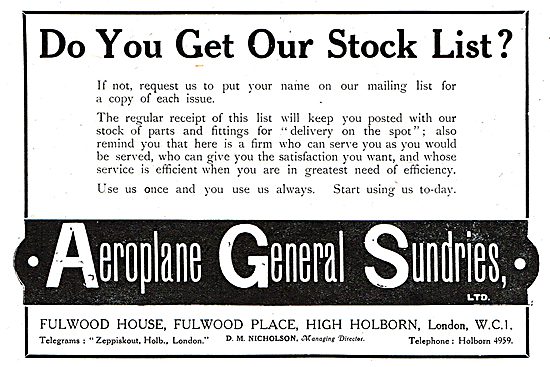 Do You Get Our Stock List?
If not, request us to put your name on our mailing list for
a copy of each issue.
The regular receipt of this list will keep you posted with our
stock of parts and fittings for "delivery on the spot"; also
remind you that here is a firm who can serve you as you would
be served, who can give you the satisfaction you want, and whose
service is efficient when you are in greatest need of efficiency.
Use us once and you use us always. Start using us to-day.
Aeroplane General Sundries,
LTD.
FULWOOD HOUSE, FULWOOD PLACE, HIGH HOLBORN, London, W.C.1.
Telegrams: "Zeppiskout, Holb., London." D. M. NICHOLSON, Managing Director. Telephone: Holborn 4959.